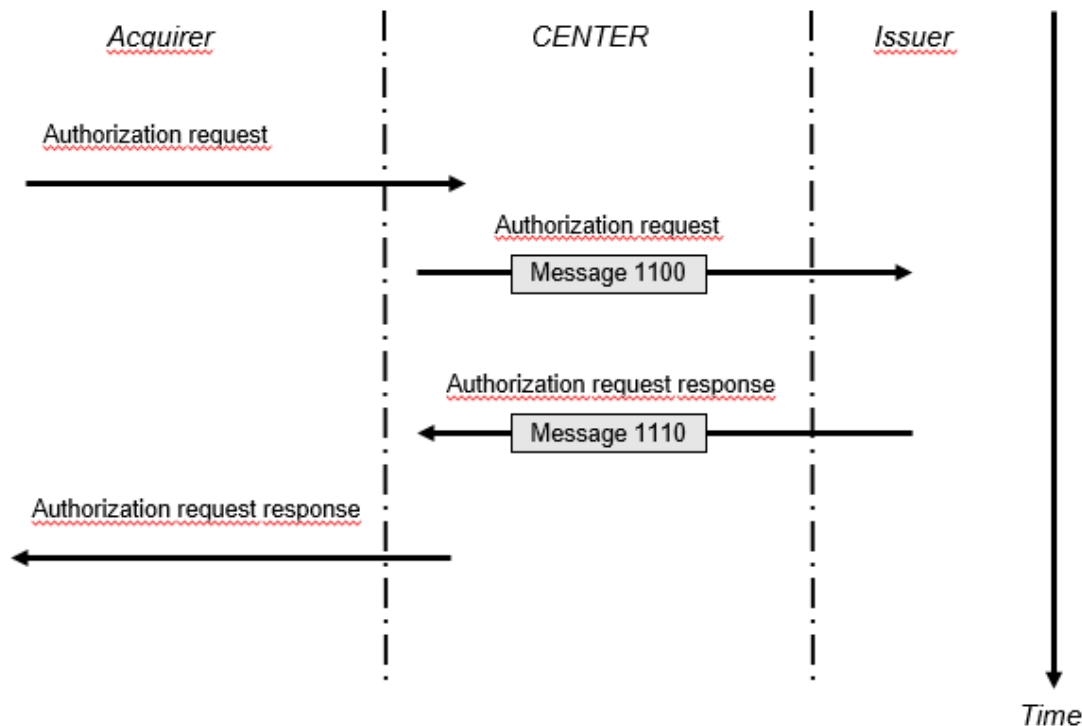 Acquirer
CENTER
Issuer
Authorization request
Authorization request
Message 1100
Authorization request response
Message 1110
Authorization request response
Time